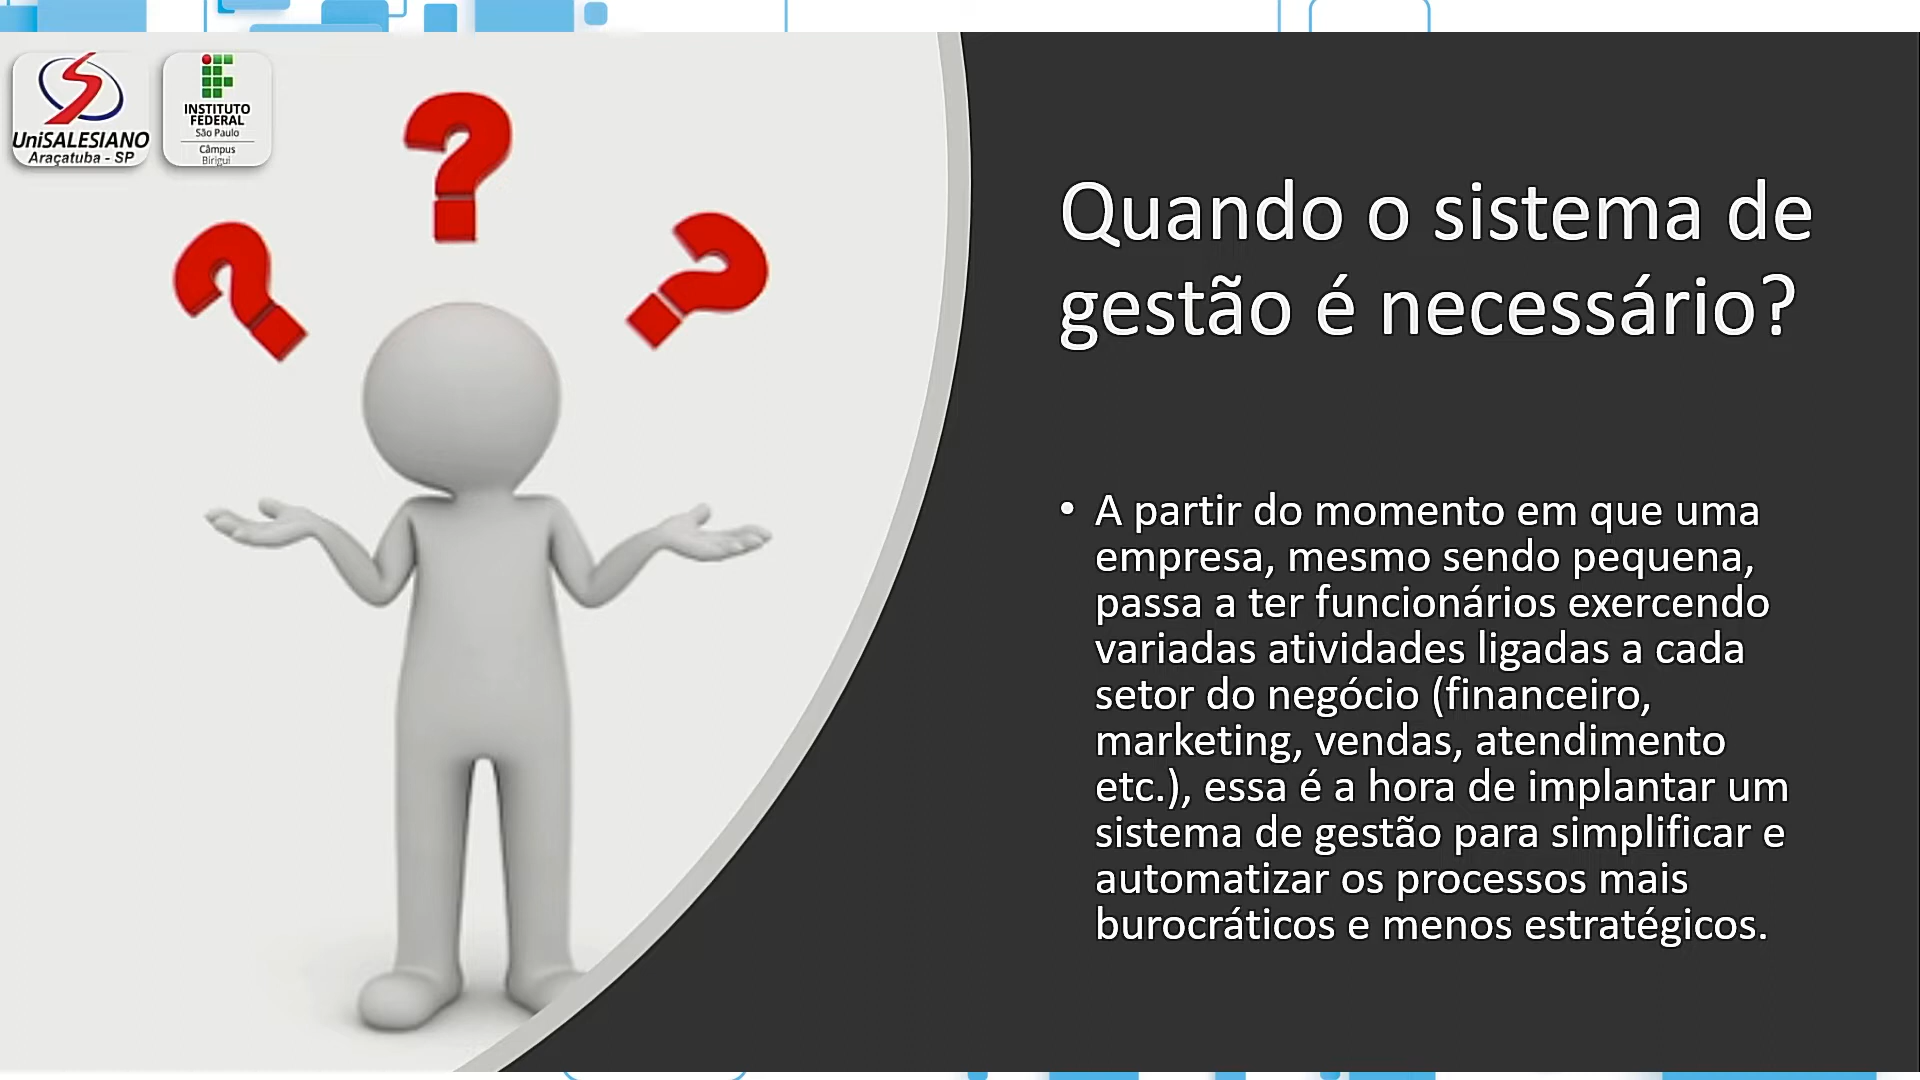 UniSALESIANO
Araçatuba - SP
INSTITUTO
FEDERAL
São Paulo
Câmpus
Birigui
? ? ?
Quando o sistema de
gestão é necessário?
• A partir do momento em que uma
empresa, mesmo sendo pequena,
passa a ter funcionários exercendo
variadas atividades ligadas a cada
setor do negócio (financeiro,
marketing, vendas, atendimento
etc.), essa é a hora de implantar um
sistema de gestão para simplificar e
automatizar os processos mais
burocráticos e menos estratégicos.